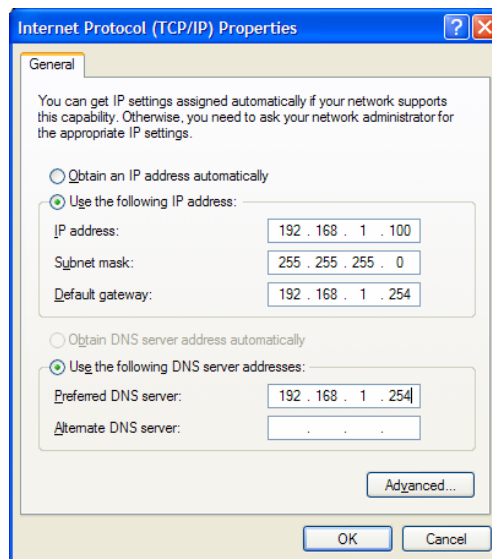 Internet Protocol (TCP/IP) Properties
General
You can get IP settings assigned automatically if your network supports
this capability. Otherwise, you need to ask your network administrator for
the appropriate IP settings.
Obtain an IP address automatically
Use the following IP address:
IP address: 192 . 168 . 1 . 100
Subnet mask: 255 . 255 . 255 . 0
Default gateway: 192 . 168 . 1 . 254
Obtain DNS server address automatically
Use the following DNS server addresses:
Preferred DNS server: 192 . 168 . 1 . 254
Alternate DNS server: . . .
Advanced...
OK Cancel